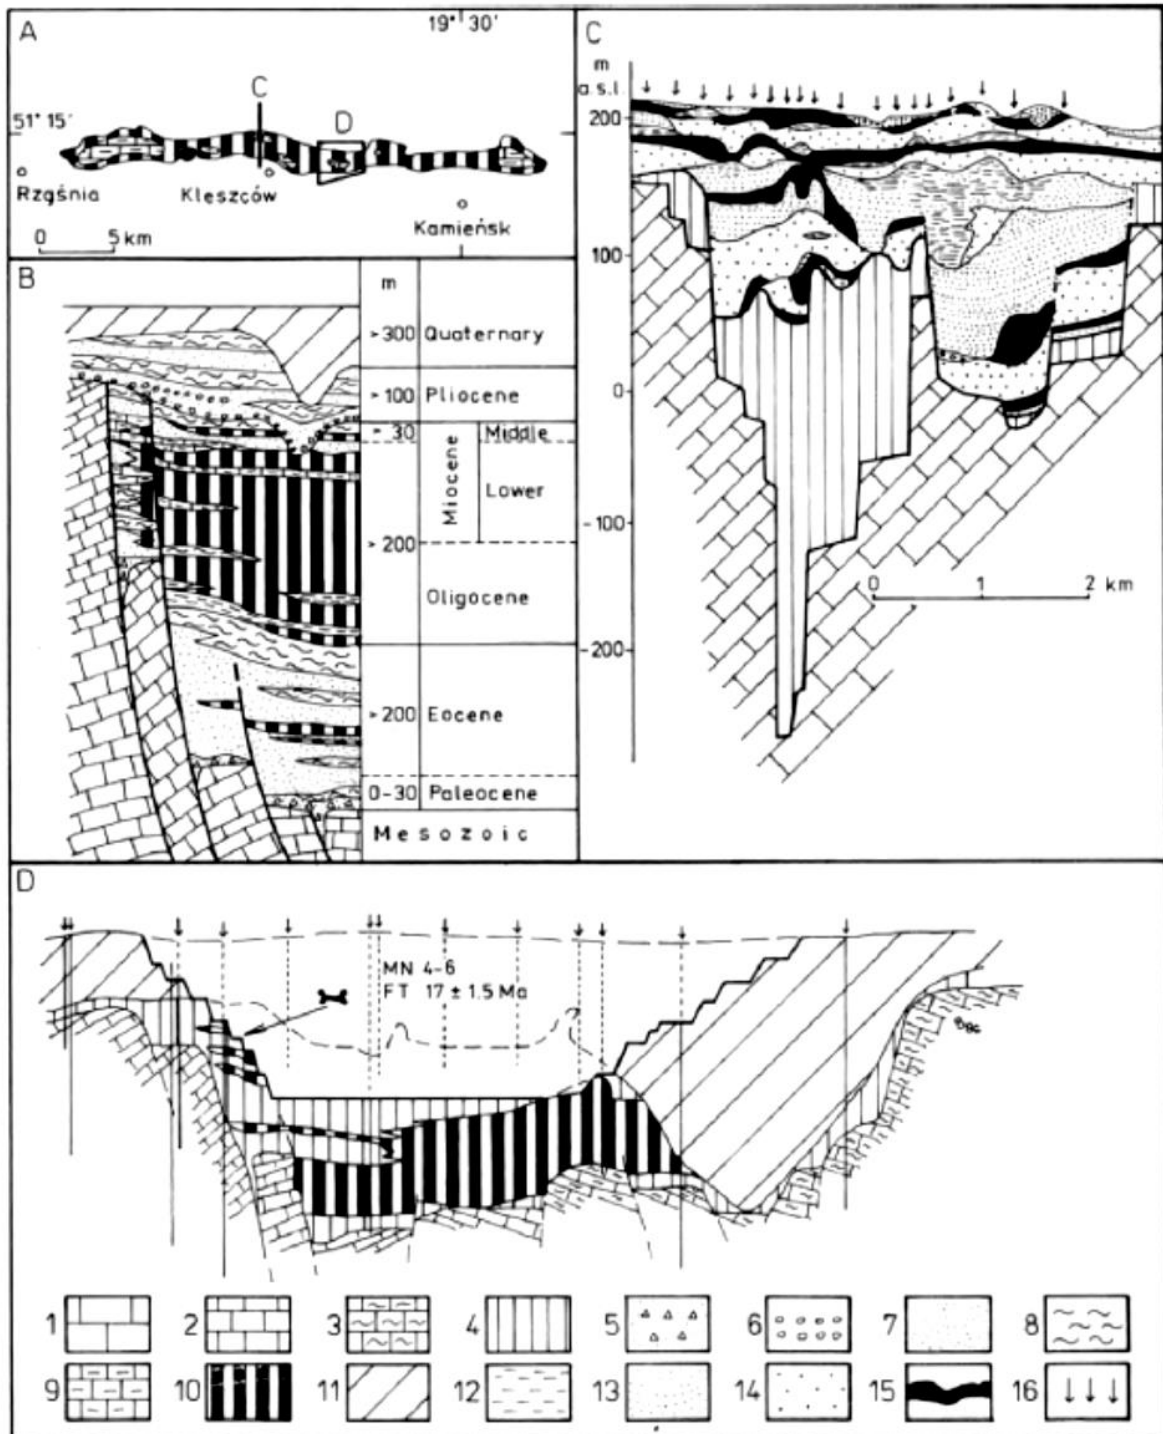 A
19° 30′
C
D
51° 15′
Rząśnia
Kleszczów
Kamieńsk
0 5 km
B
m
>300 Quaternary
>100 Pliocene
> 30 Middle
Miocene
Lower
>200
Oligocene
>200 Eocene
0-30 Paleocene
Mesozoic
C
m
a.s.l.
200
100
0
-100
-200
0 1 2 km
D
MN 4-6
FT 17 ± 1.5 Ma
1 2 3 4 5 6 7 8
9 10 11 12 13 14 15 16